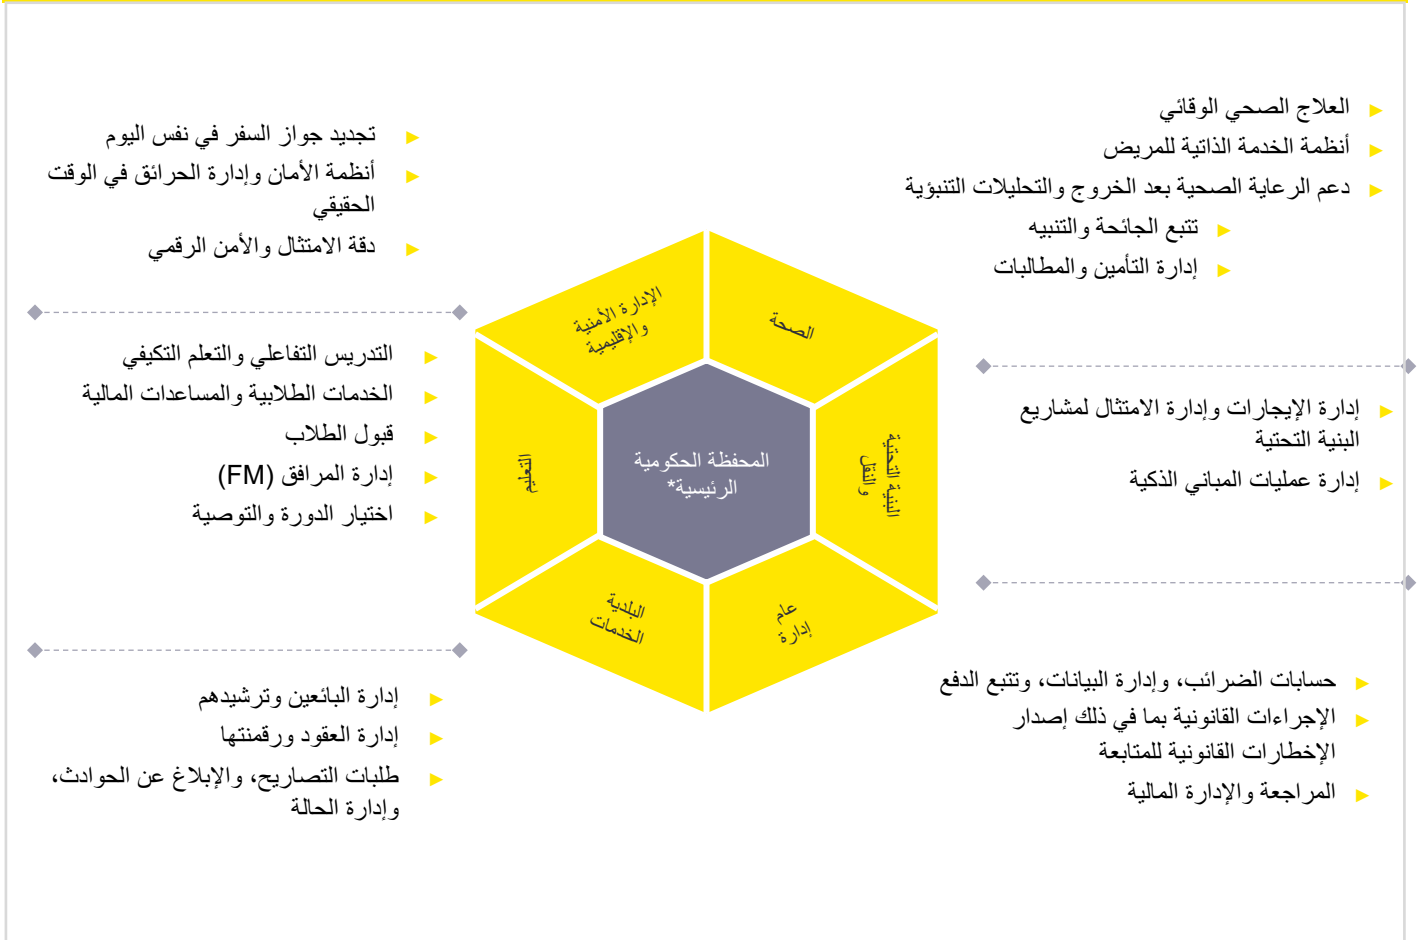 العلاج الصحي الوقائي
أنظمة الخدمة الذاتية للمريض
دعم الرعاية الصحية بعد الخروج والتحليلات التنبؤية
تتبع الجائحة والتنبيه
إدارة التأمين والمطالبات
تجديد جواز السفر في نفس اليوم
أنظمة الأمان وإدارة الحرائق في الوقت
الحقيقي
دقة الامتثال والأمن الرقمي
الصحة
الإدارة الأمنية
والإقليمية
إدارة الإيجارات وإدارة الامتثال لمشاريع
البنية التحتية
إدارة عمليات المباني الذكية
البنية التحتية
والنقل
المحفظة الحكومية
الرئيسية*
التعليم
التدريس التفاعلي والتعلم التكيفي
الخدمات الطلابية والمساعدات المالية
قبول الطلاب
إدارة المرافق (FM)
اختيار الدورة والتوصية
عام
إدارة
البلدية
الخدمات
حسابات الضرائب، وإدارة البيانات، وتتبع الدفع
الإجراءات القانونية بما في ذلك إصدار
الإخطارات القانونية للمتابعة
المراجعة والإدارة المالية
إدارة البائعين وترشيدهم
إدارة العقود ورقمنتها
طلبات التصاريح، والإبلاغ عن الحوادث،
وإدارة الحالة